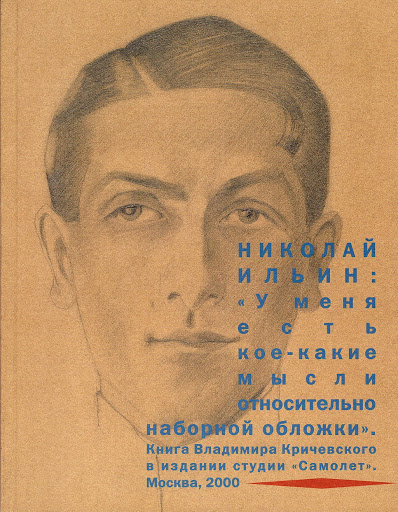 НИКОЛАЙ
ИЛЬИН:
«У меня
есть
кое-какие
мысли
относительно
наборной обложки».
Книга Владимира Кричевского
в издании студии «Самолет».
Москва, 2000